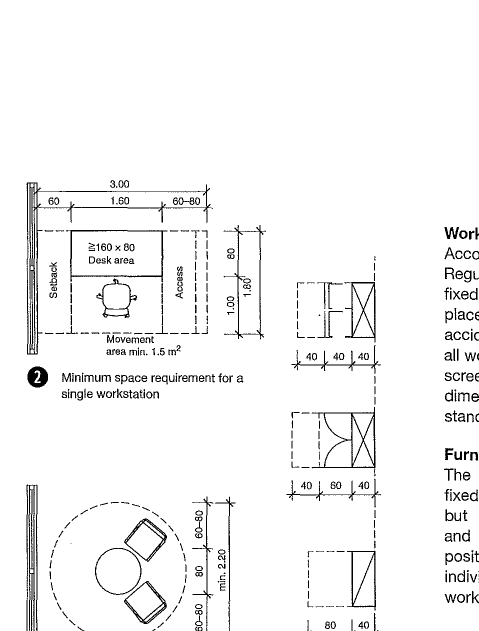 3.00
60
1.60
60–80
≧160 × 80
Desk area
Setback
Access
80
1.00
1.80
Movement
area min. 1.5 m²
2 Minimum space requirement for a
single workstation
60–80
80
60–80
min. 2.20
40 40 40
40 60 40
80 40
Work
Acco
Regu
fixed
place
accid
all wo
scree
dime
stand
Furn
The
fixed
but
and
posit
indivi
work